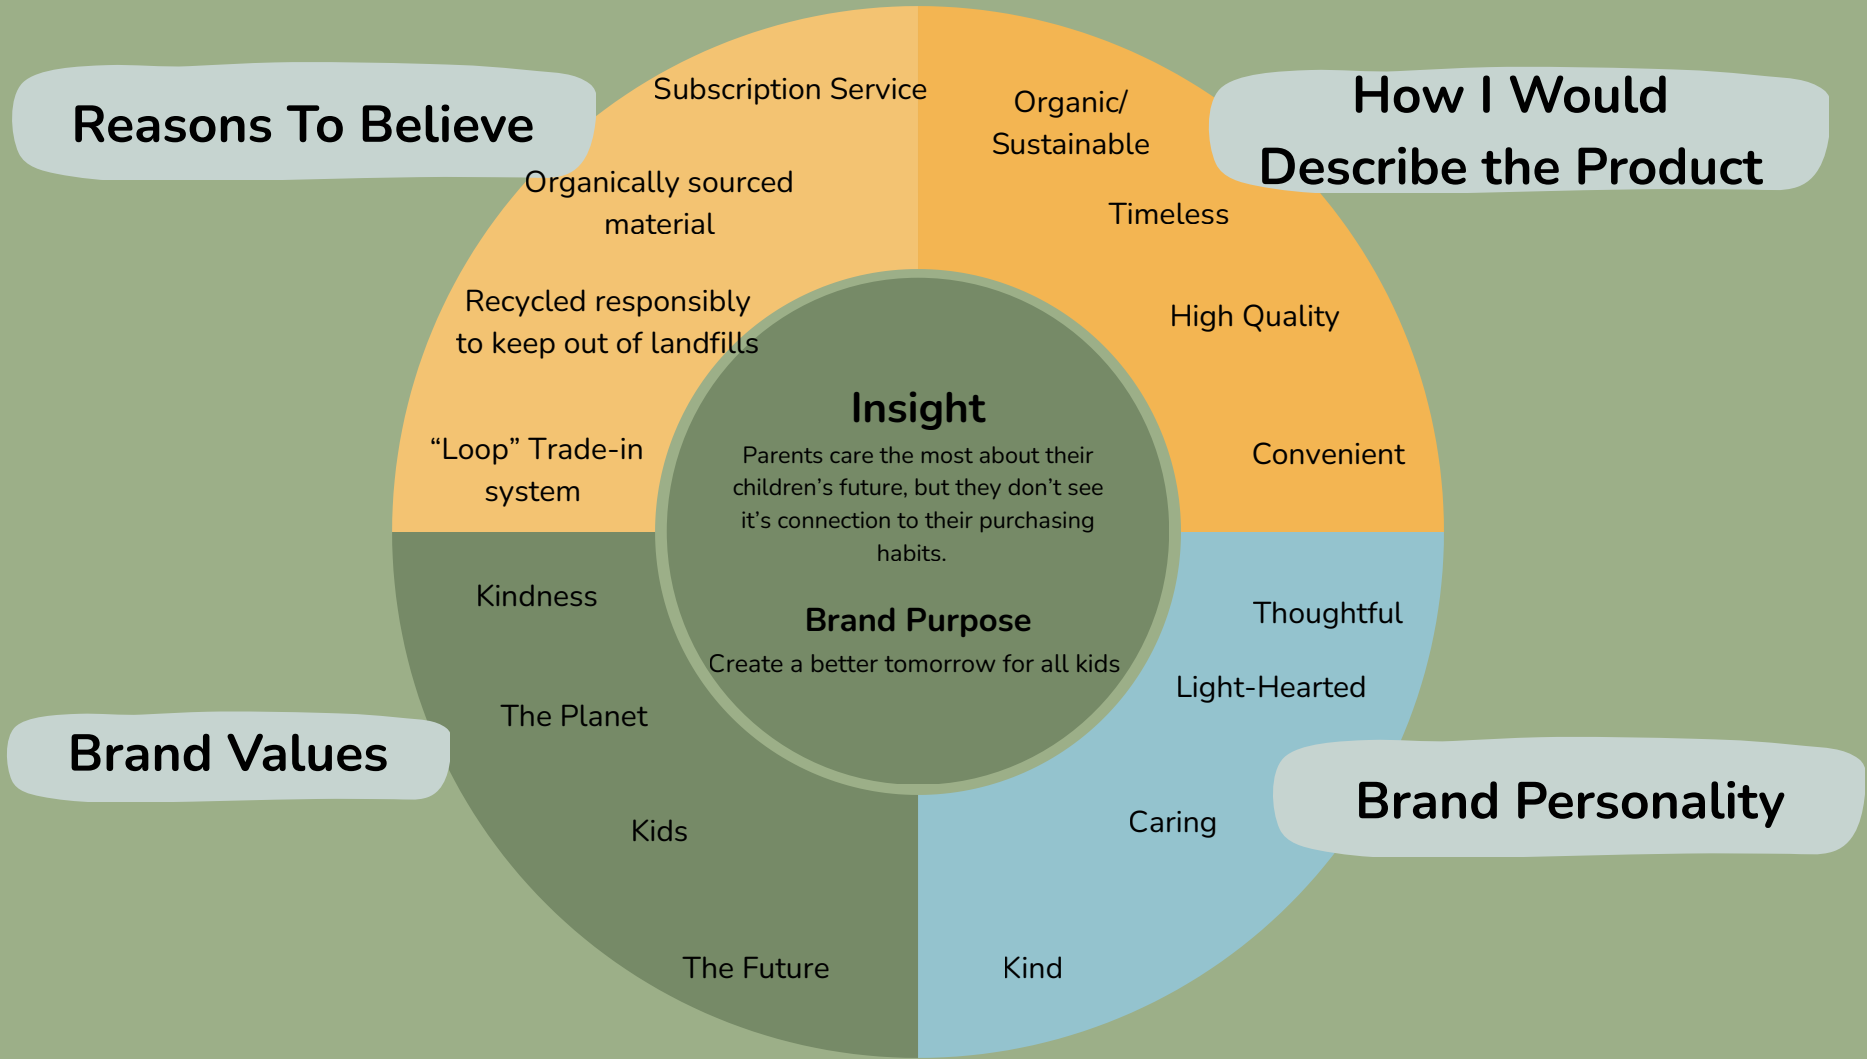 Reasons To Believe
Subscription Service
Organically sourced
material
Recycled responsibly
to keep out of landfills
“Loop” Trade-in
system
How I Would
Describe the Product
Organic/
Sustainable
Timeless
High Quality
Convenient
Insight
Parents care the most about their
children’s future, but they don’t see
it’s connection to their purchasing
habits.
Brand Purpose
Create a better tomorrow for all kids
Brand Values
Kindness
The Planet
Kids
The Future
Brand Personality
Thoughtful
Light-Hearted
Caring
Kind